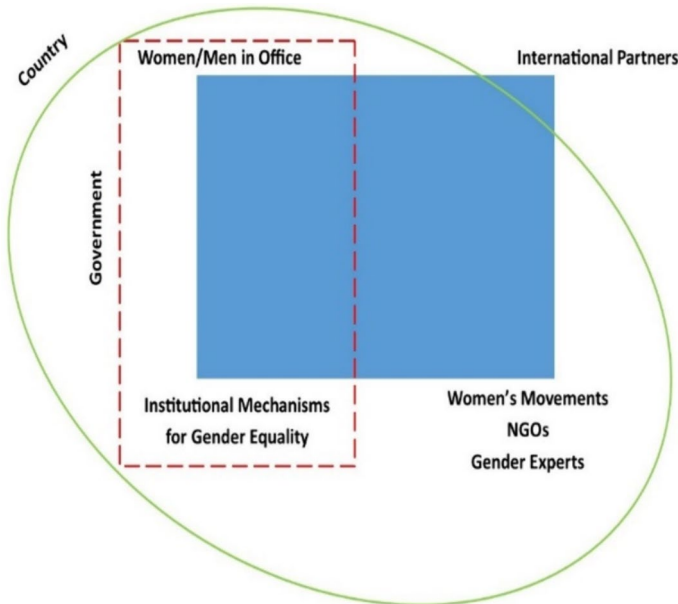 Country
Women/Men in Office
International Partners
Government
Institutional Mechanisms
for Gender Equality
Women’s Movements
NGOs
Gender Experts